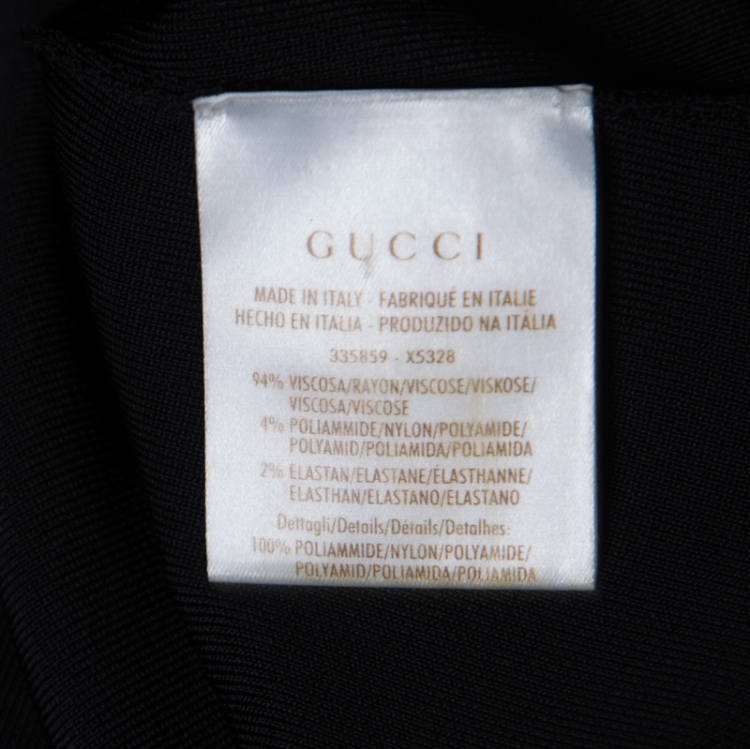 GUCCI
MADE IN ITALY - FABRIQUÉ EN ITALIE
HECHO EN ITALIA - PRODUZIDO NA ITÁLIA
335859 - X5328
94% VISCOSA/RAYON/VISCOSE/VISKOSE/
VISCOSA/VISCOSE
4% POLIAMMIDE/NYLON/POLYAMIDE/
POLYAMID/POLIAMIDA/POLIAMIDA
2% ELASTAN/ELASTANE/ÉLASTHANNE/
ELASTHAN/ELASTANO/ELASTANO
Dettagli/Details/Détails/Detalhes:
100% POLIAMMIDE/NYLON/POLYAMIDE/
POLYAMID/POLIAMIDA/POLIAMIDA